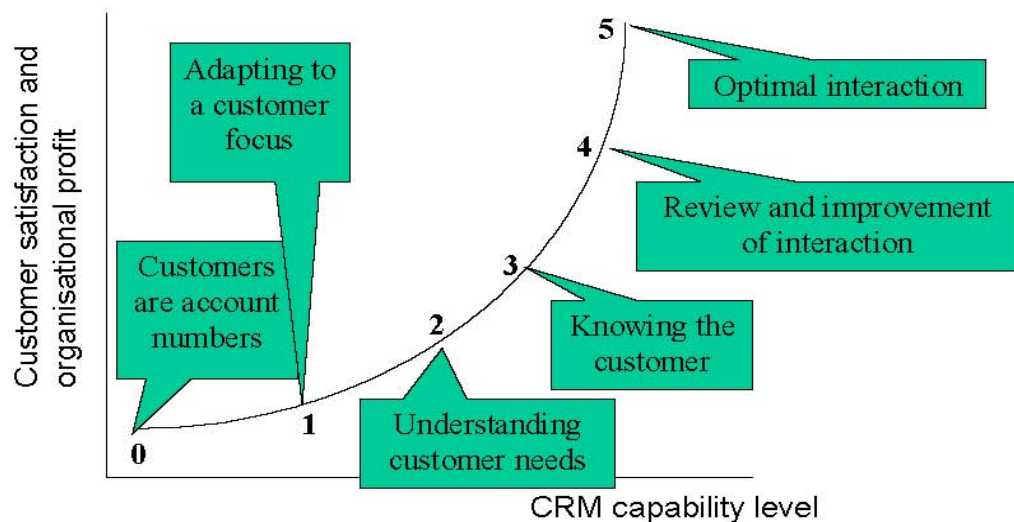 Customer satisfaction and
organisational profit
Adapting to
a customer
focus
Customers
are account
numbers
0
1
2
Understanding
customer needs
3
Knowing the
customer
4
Review and improvement
of interaction
5
Optimal interaction
CRM capability level